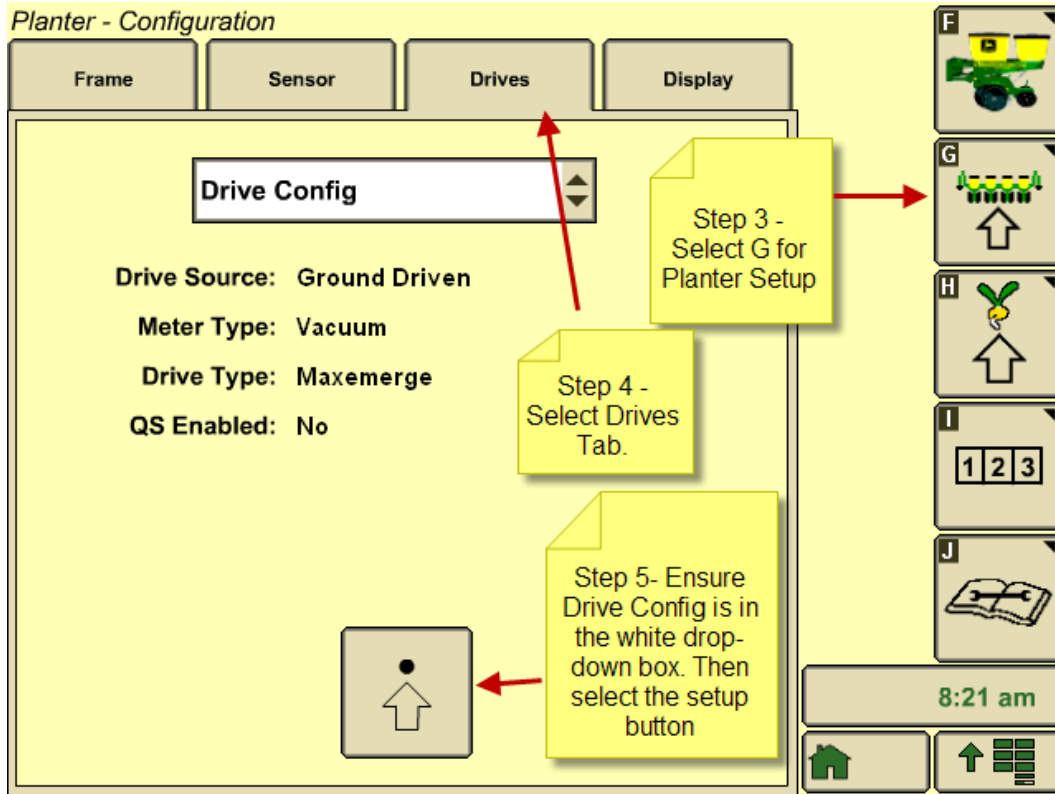 Planter - Configuration
Frame
Sensor
Drives
Display
Drive Config
Drive Source: Ground Driven
Meter Type: Vacuum
Drive Type: Maxemerge
QS Enabled: No
Step 3 -
Select G for
Planter Setup
Step 4 -
Select Drives
Tab.
Step 5- Ensure
Drive Config is in
the white drop-
down box. Then
select the setup
button
F
G
H
I
1 2 3
J
8:21 am